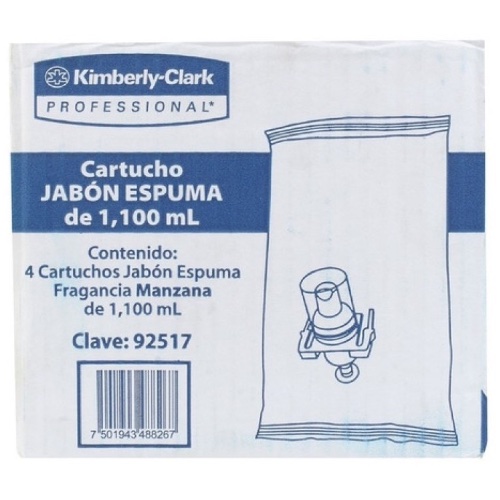 Kimberly-Clark
PROFESSIONAL*
Cartucho
JABÓN ESPUMA
de 1,100 mL
Contenido:
4 Cartuchos Jabón Espuma
Fragancia Manzana
de 1,100 mL
Clave: 92517
7 501943 488267